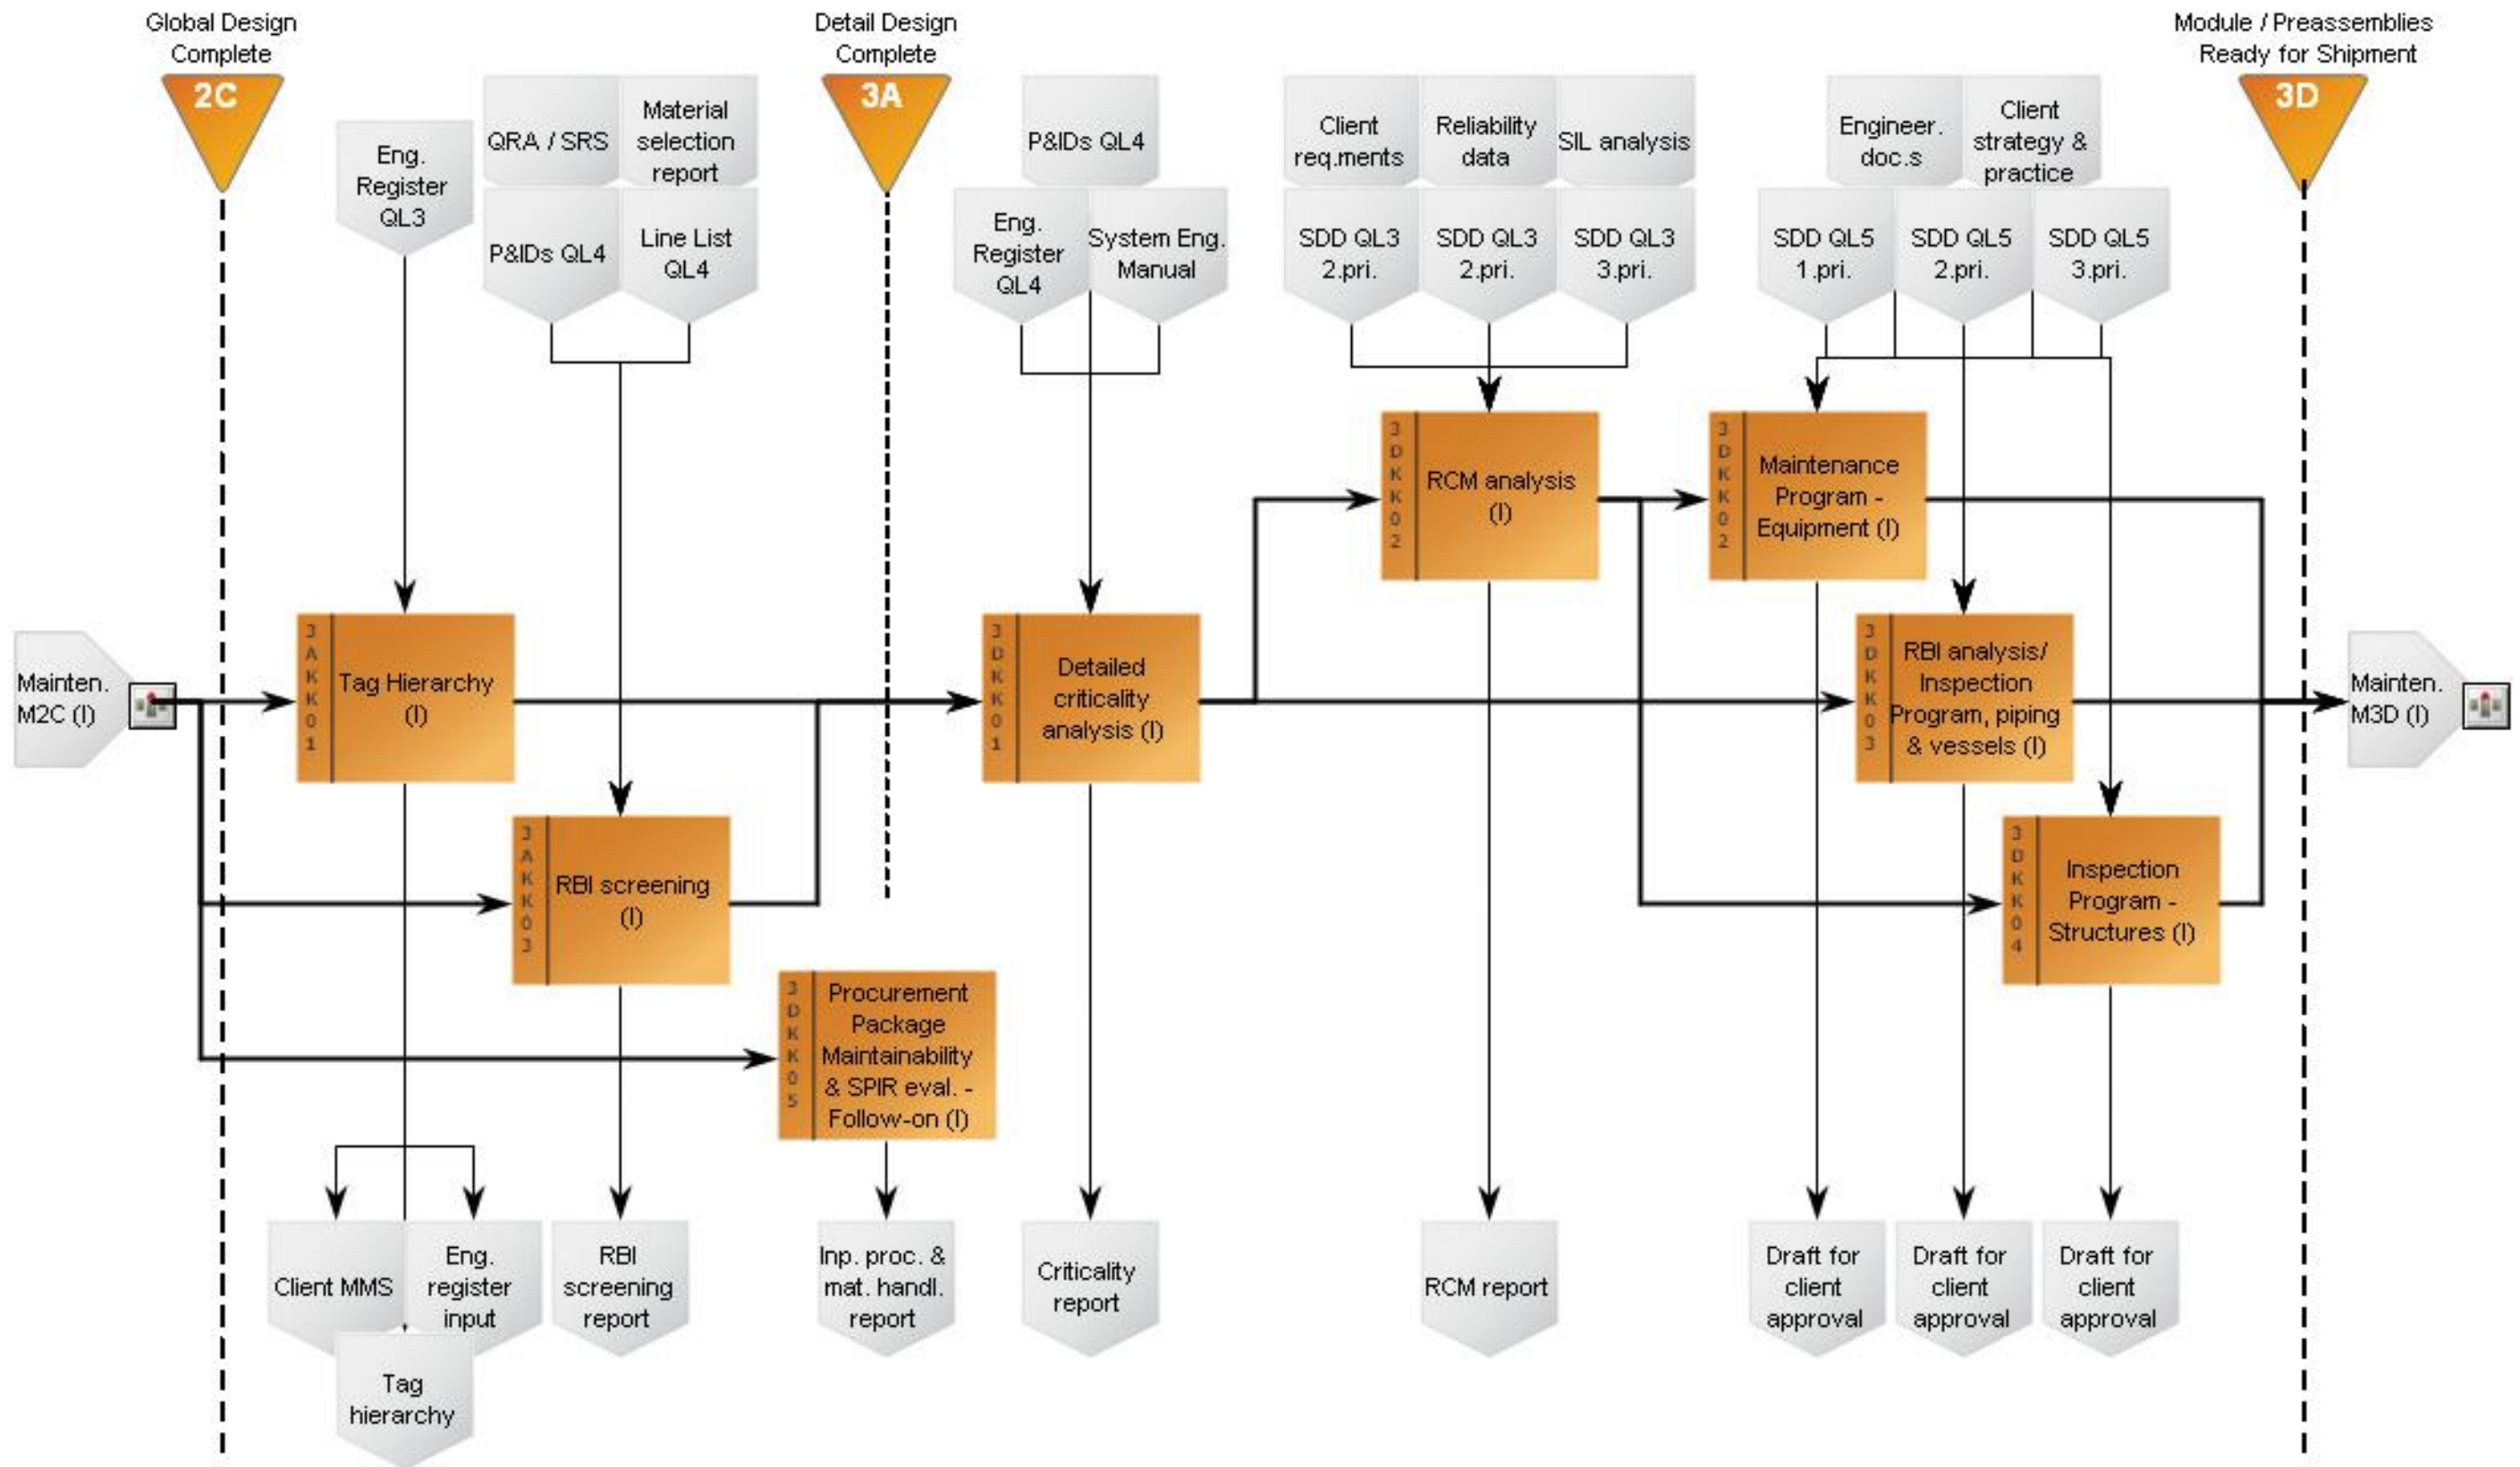 Global Design
Complete
2C
Detail Design
Complete
3A
Module / Preassemblies
Ready for Shipment
3D
Eng.
Register
QL3
QRA / SRS
Material
selection
report
P&IDs QL4
Line List
QL4
P&IDs QL4
Eng.
Register
QL4
System Eng.
Manual
Client
req.ments
Reliability
data
SIL analysis
SDD QL3
2.pri.
SDD QL3
2.pri.
SDD QL3
3.pri.
Engineer.
doc.s
Client
strategy &
practice
SDD QL5
1.pri.
SDD QL5
2.pri.
SDD QL5
3.pri.
3DKK02
RCM analysis
(I)
3DKK02
Maintenance
Program -
Equipment (I)
Mainten.
M2C (I)
3AKK01
Tag Hierarchy
(I)
3DKK01
Detailed
criticality
analysis (I)
3DKK03
RBI analysis/
Inspection
Program, piping
& vessels (I)
Mainten.
M3D (I)
3AKK03
RBI screening
(I)
3DKK04
Inspection
Program -
Structures (I)
3DKK05
Procurement
Package
Maintainability
& SPIR eval. -
Follow-on (I)
Client MMS
Eng.
register
input
Tag
hierarchy
RBI
screening
report
Inp. proc. &
mat. handl.
report
Criticality
report
RCM report
Draft for
client
approval
Draft for
client
approval
Draft for
client
approval